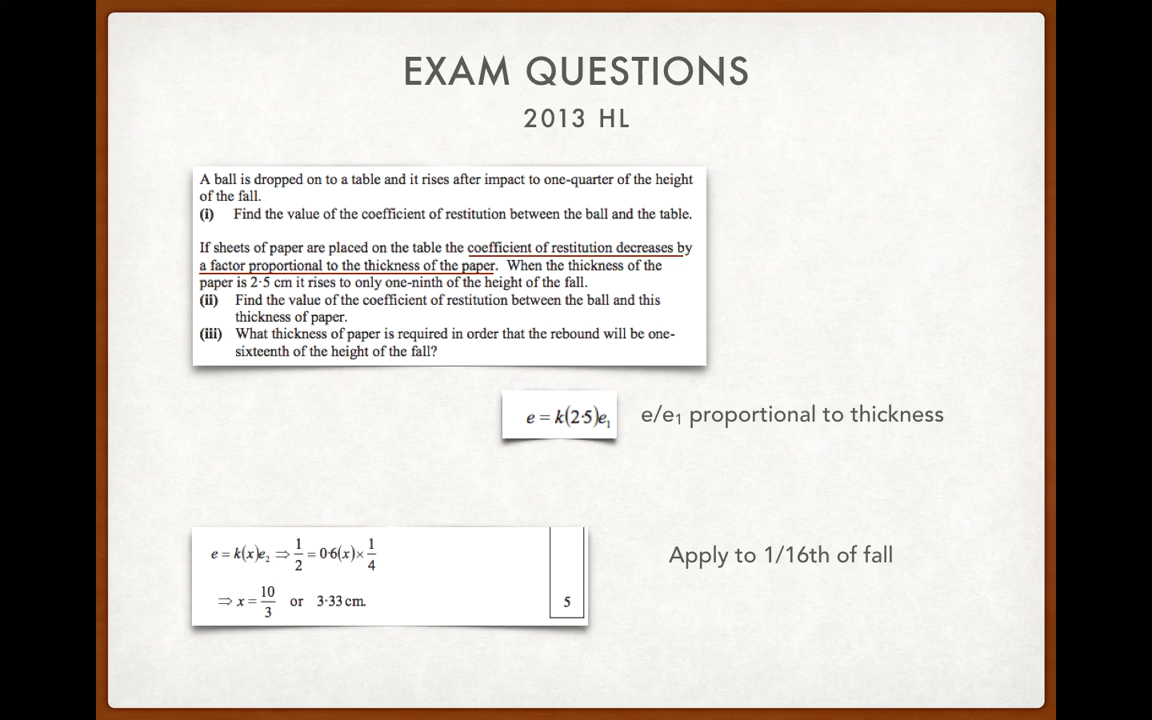 EXAM QUESTIONS
2013 HL
A ball is dropped on to a table and it rises after impact to one-quarter of the height
of the fall.
(i) Find the value of the coefficient of restitution between the ball and the table.
If sheets of paper are placed on the table the coefficient of restitution decreases by
a factor proportional to the thickness of the paper. When the thickness of the
paper is 2·5 cm it rises to only one-ninth of the height of the fall.
(ii) Find the value of the coefficient of restitution between the ball and this
thickness of paper.
(iii) What thickness of paper is required in order that the rebound will be one-
sixteenth of the height of the fall?
e = k(2·5)e₁ e/e₁ proportional to thickness
e = k(x)e₂ ⇒ 1/2 = 0·6(x) × 1/4 Apply to 1/16th of fall
⇒ x = 10/3 or 3·33 cm. 5